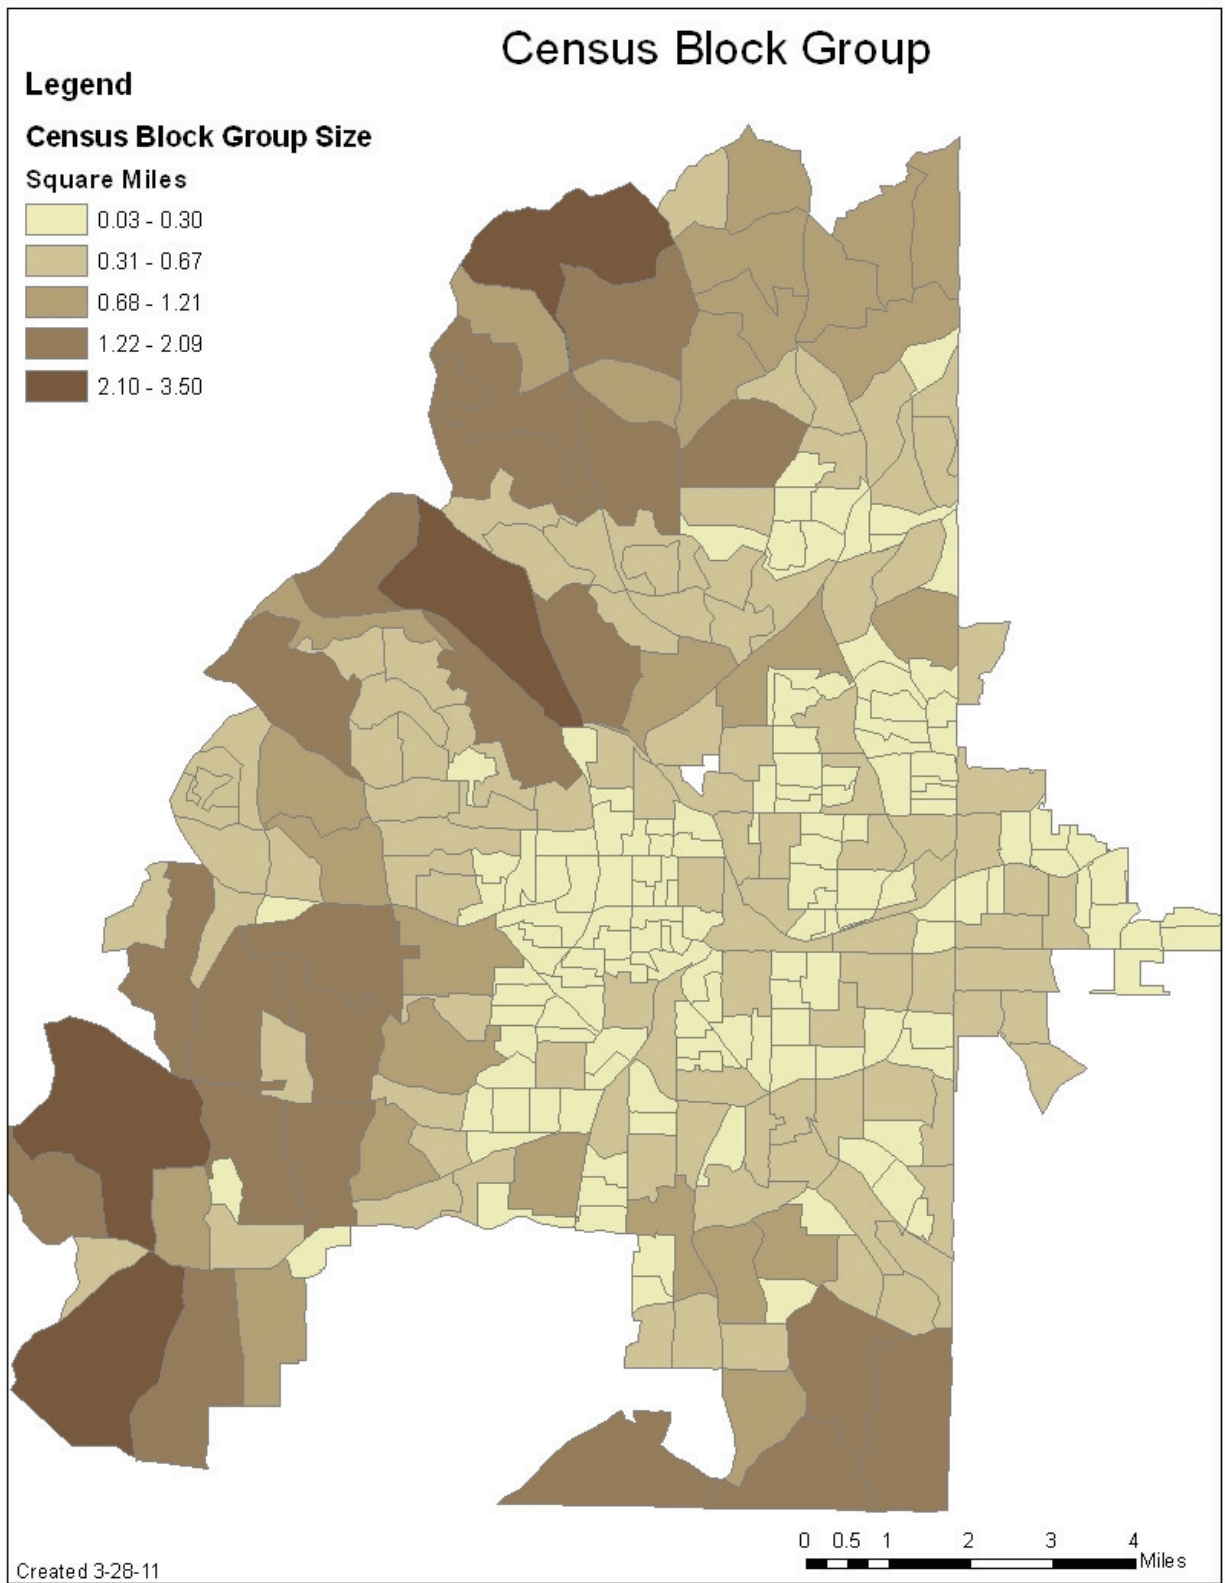 Census Block Group
Legend
Census Block Group Size
Square Miles
0.03 - 0.30
0.31 - 0.67
0.68 - 1.21
1.22 - 2.09
2.10 - 3.50
0 0.5 1 2 3 4
Miles
Created 3-28-11